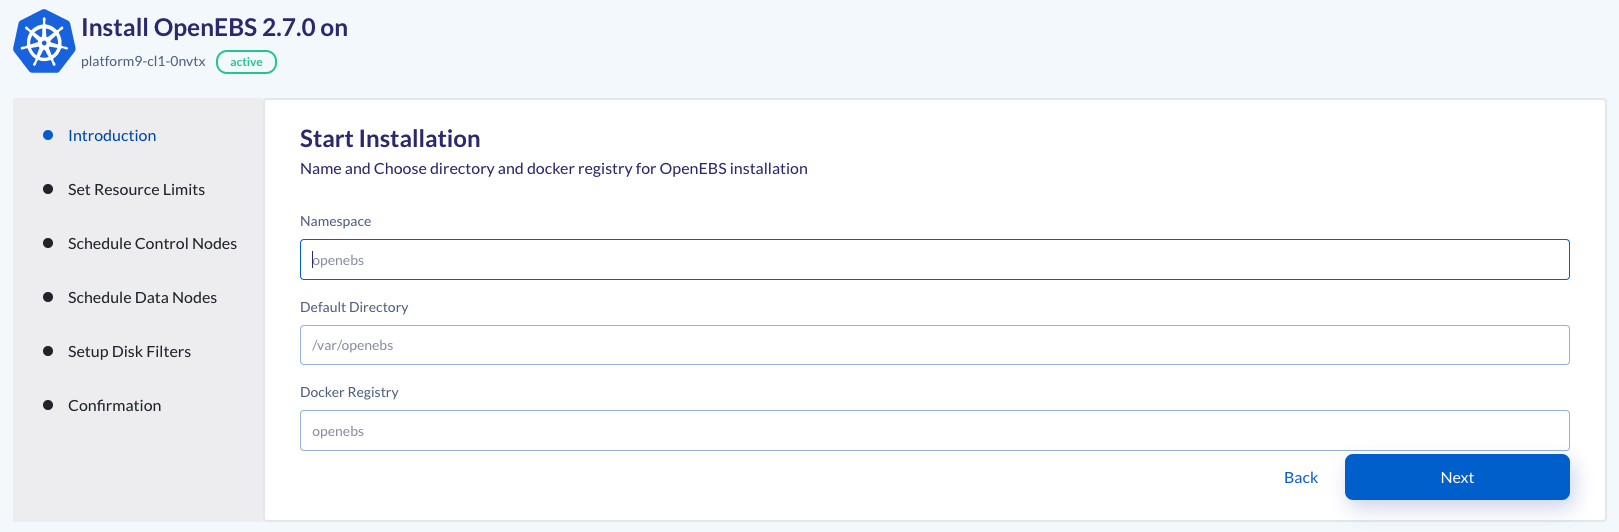 Install OpenEBS 2.7.0 on
platform9-cl1-0nvtx active
Introduction
Set Resource Limits
Schedule Control Nodes
Schedule Data Nodes
Setup Disk Filters
Confirmation
Start Installation
Name and Choose directory and docker registry for OpenEBS installation
Namespace
openebs
Default Directory
/var/openebs
Docker Registry
openebs
Back Next